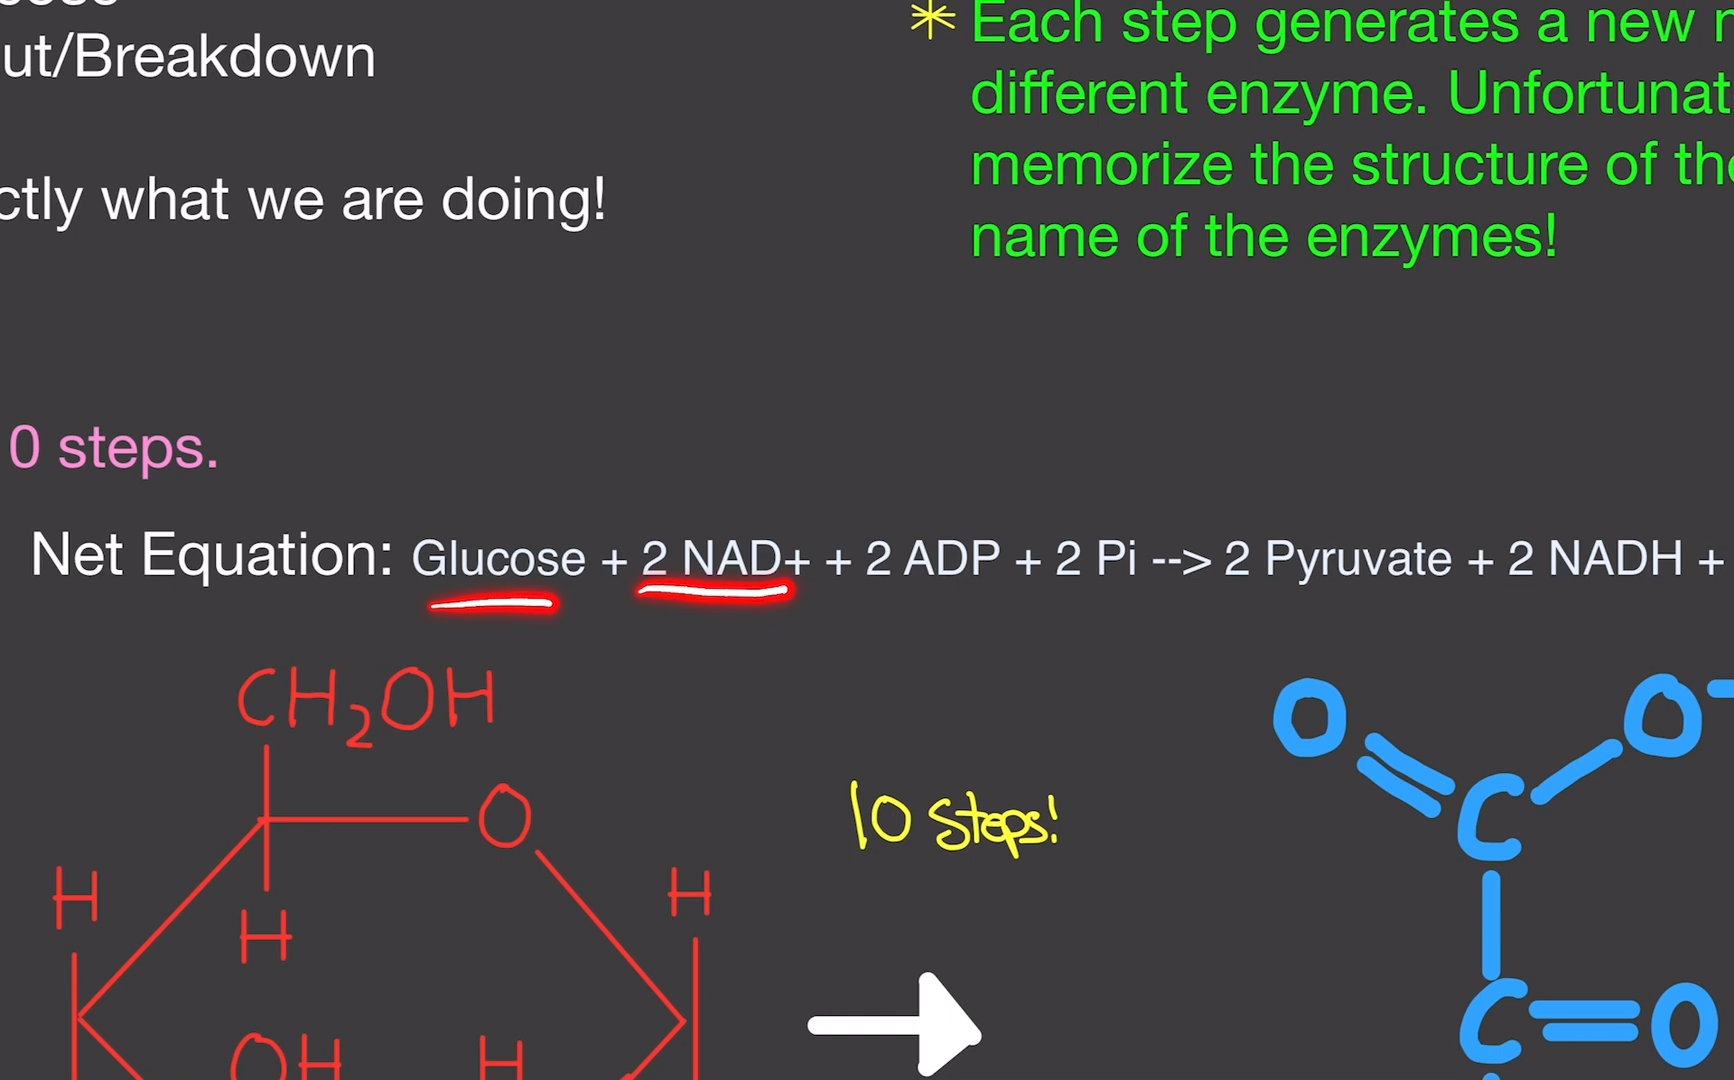 ut/Breakdown
ctly what we are doing!
* Each step generates a new
different enzyme. Unfortunat
memorize the structure of the
name of the enzymes!
0 steps.
Net Equation: Glucose + 2 NAD+ + 2 ADP + 2 Pi --> 2 Pyruvate + 2 NADH +
CH₂OH
O
H
H
H
OH
H
10 Steps!
O
O-
C
C
O